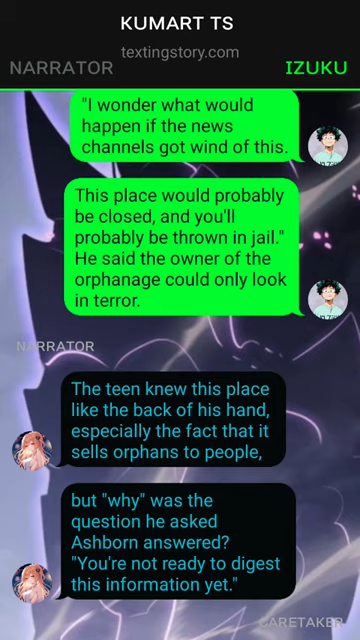 KUMART TS
textingstory.com
NARRATOR
IZUKU
"I wonder what would
happen if the news
channels got wind of this.
This place would probably
be closed, and you'll
probably be thrown in jail."
He said the owner of the
orphanage could only look
in terror.
NARRATOR
The teen knew this place
like the back of his hand,
especially the fact that it
sells orphans to people,
but "why" was the
question he asked
Ashborn answered?
"You're not ready to digest
this information yet."
CARETAKER